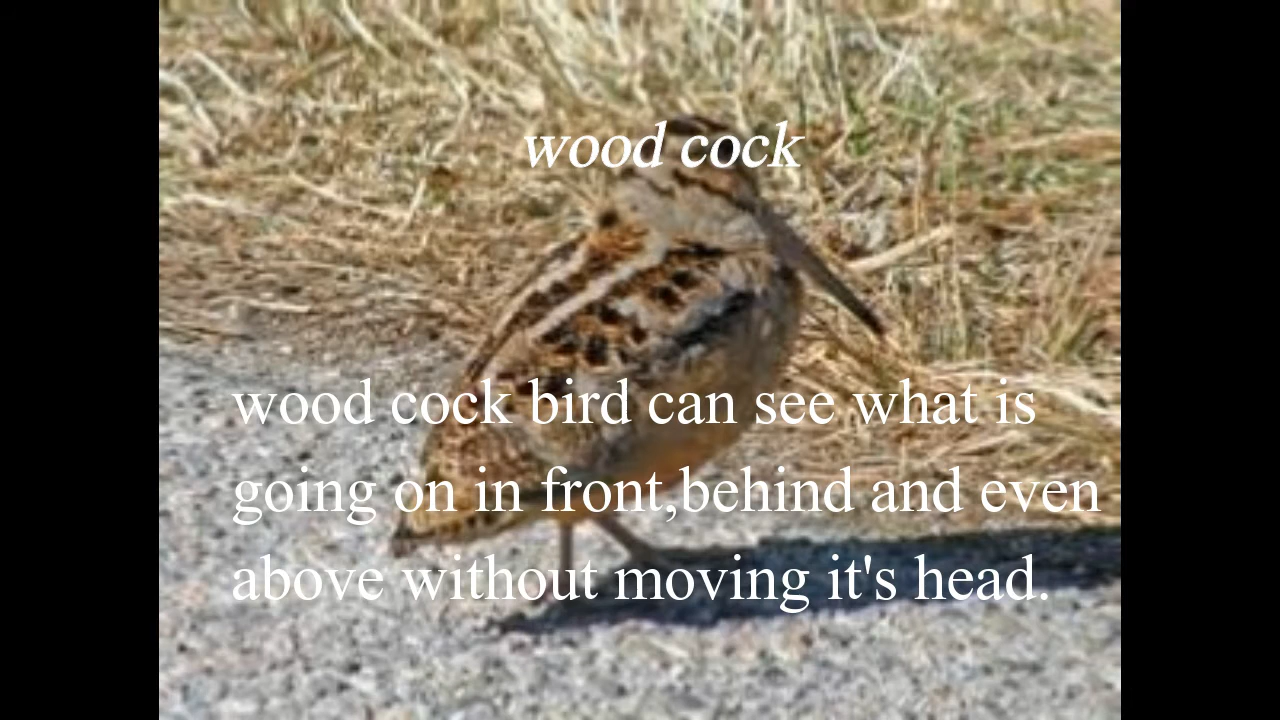 wood cock
wood cock bird can see what is
going on in front,behind and even
above without moving it's head.